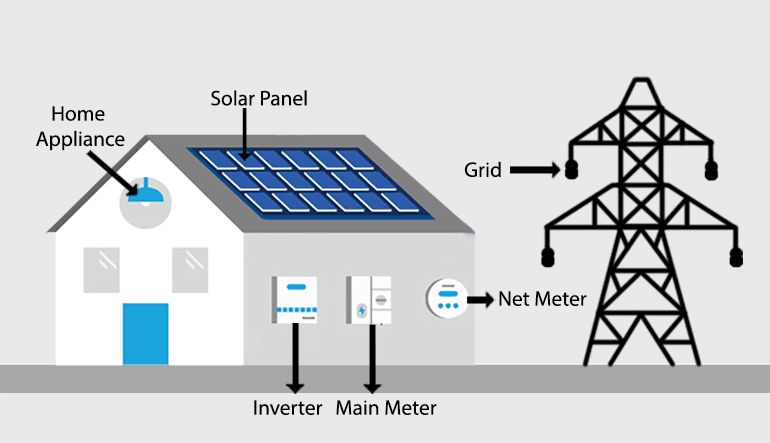 Solar Panel
Home
Appliance
Grid
Net Meter
Inverter
Main Meter